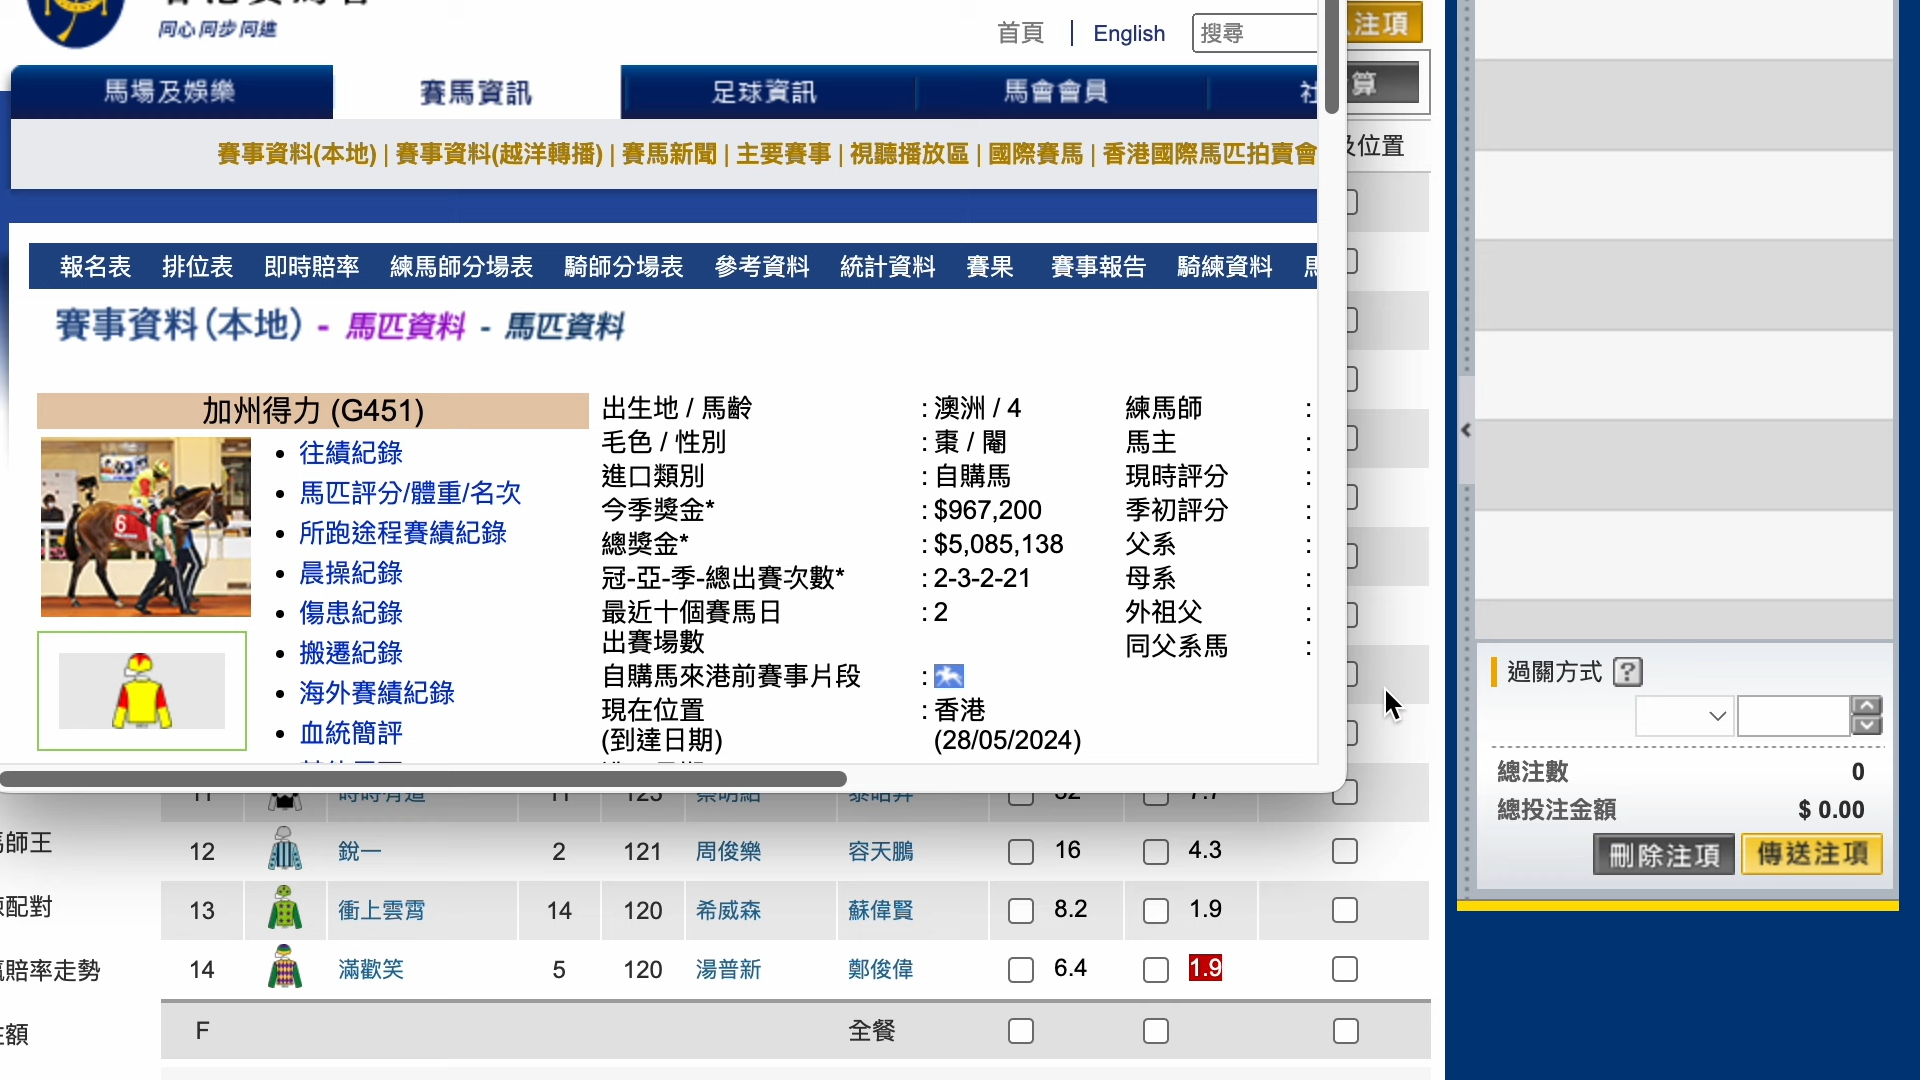 同心同步同進
首頁 | English 搜尋
注項
算
馬場及娛樂 賽馬資訊 足球資訊 馬會會員
位置
賽事資料(本地) | 賽事資料(越洋轉播) | 賽馬新聞 | 主要賽事 | 視聽播放區 | 國際賽馬 | 香港國際馬匹拍賣會
報名表 排位表 即時賠率 練馬師分場表 騎師分場表 參考資料 統計資料 賽果 賽事報告 騎練資料
賽事資料(本地) - 馬匹資料 - 馬匹資料
加州得力 (G451)
往績紀錄
馬匹評分/體重/名次
所跑途程賽績紀錄
晨操紀錄
傷患紀錄
搬遷紀錄
海外賽績紀錄
血統簡評
6
出生地 / 馬齡 : 澳洲 / 4
毛色 / 性別 : 棗 / 閹
進口類別 : 自購馬
今季獎金* : $967,200
總獎金* : $5,085,138
冠-亞-季-總出賽次數* : 2-3-2-21
最近十個賽馬日 : 2
出賽場數
自購馬來港前賽事片段 :
現在位置 : 香港
(到達日期) (28/05/2024)
練馬師 :
馬主 :
現時評分 :
季初評分 :
父系 :
母系 :
外祖父 :
同父系馬 :
師王
配對
賠率走勢
額
12 銳一 2 121 周俊樂 容天鵬 16 4.3
13 衝上雲霄 14 120 希威森 蘇偉賢 8.2 1.9
14 滿歡笑 5 120 湯普新 鄭俊偉 6.4 1.9
F 全餐
過關方式 ?
總注數 0
總投注金額 $ 0.00
刪除注項 傳送注項